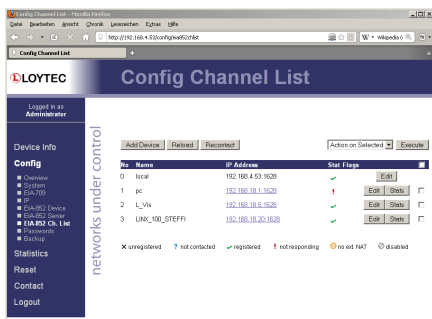 Config Channel List - Mozilla Firefox
Datei Bearbeiten Ansicht Chronik Lesezeichen Extras Hilfe
http://192.168.4.53/config/eia852chlist
W Wikipedia
Config Channel List
+
LOYTEC
Config Channel List
Logged in as
Administrator
networks under control
Device Info
Config
Overview
System
EIA-709
IP
EIA-852 Device
EIA-852 Server
EIA-852 Ch. List
Passwords
Backup
Statistics
Reset
Contact
Logout
Add Device Reload Recontact Action on Selected Execute
No Name IP Address Stat Flags
0 local 192.168.4.53:1628 Edit
1 pc 192.168.18.1:1628 ! Edit Stats
2 L_Vis 192.168.18.6:1628 Edit Stats
3 LINX_100_STEFFI 192.168.18.20:1628 Edit Stats
unregistered ? not contacted registered ! not responding no ext. NAT disabled